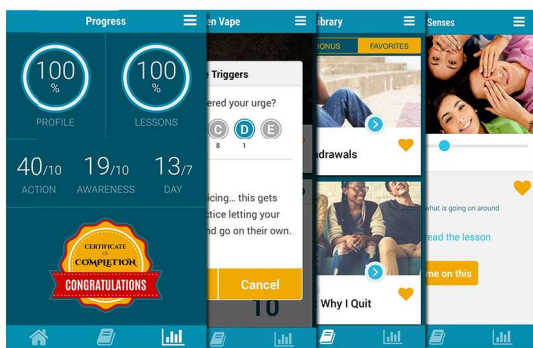 Progress
100
%
PROFILE
100
%
LESSONS
40/10
ACTION
19/10
AWARENESS
13/7
DAY
CERTIFICATE
OF
COMPLETION
CONGRATULATIONS
en Vape
Triggers
ered your urge?
C
D
E
8
1
icing... this gets
ctice letting your
nd go on their own.
Cancel
10
ibrary
BONUS
FAVORITES
drawals
Why I Quit
Senses
what is going on around
ead the lesson
me on this